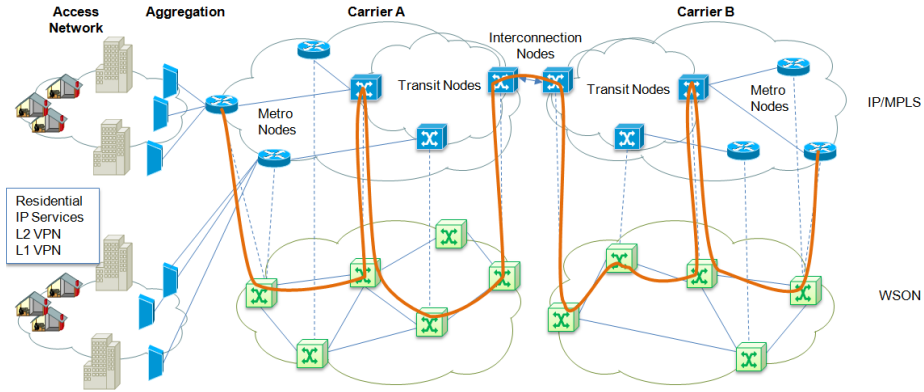 Access
Network
Aggregation
Carrier A
Carrier B
Interconnection
Nodes
Transit Nodes
Transit Nodes
Metro
Nodes
Metro
Nodes
IP/MPLS
Residential
IP Services
L2 VPN
L1 VPN
WSON